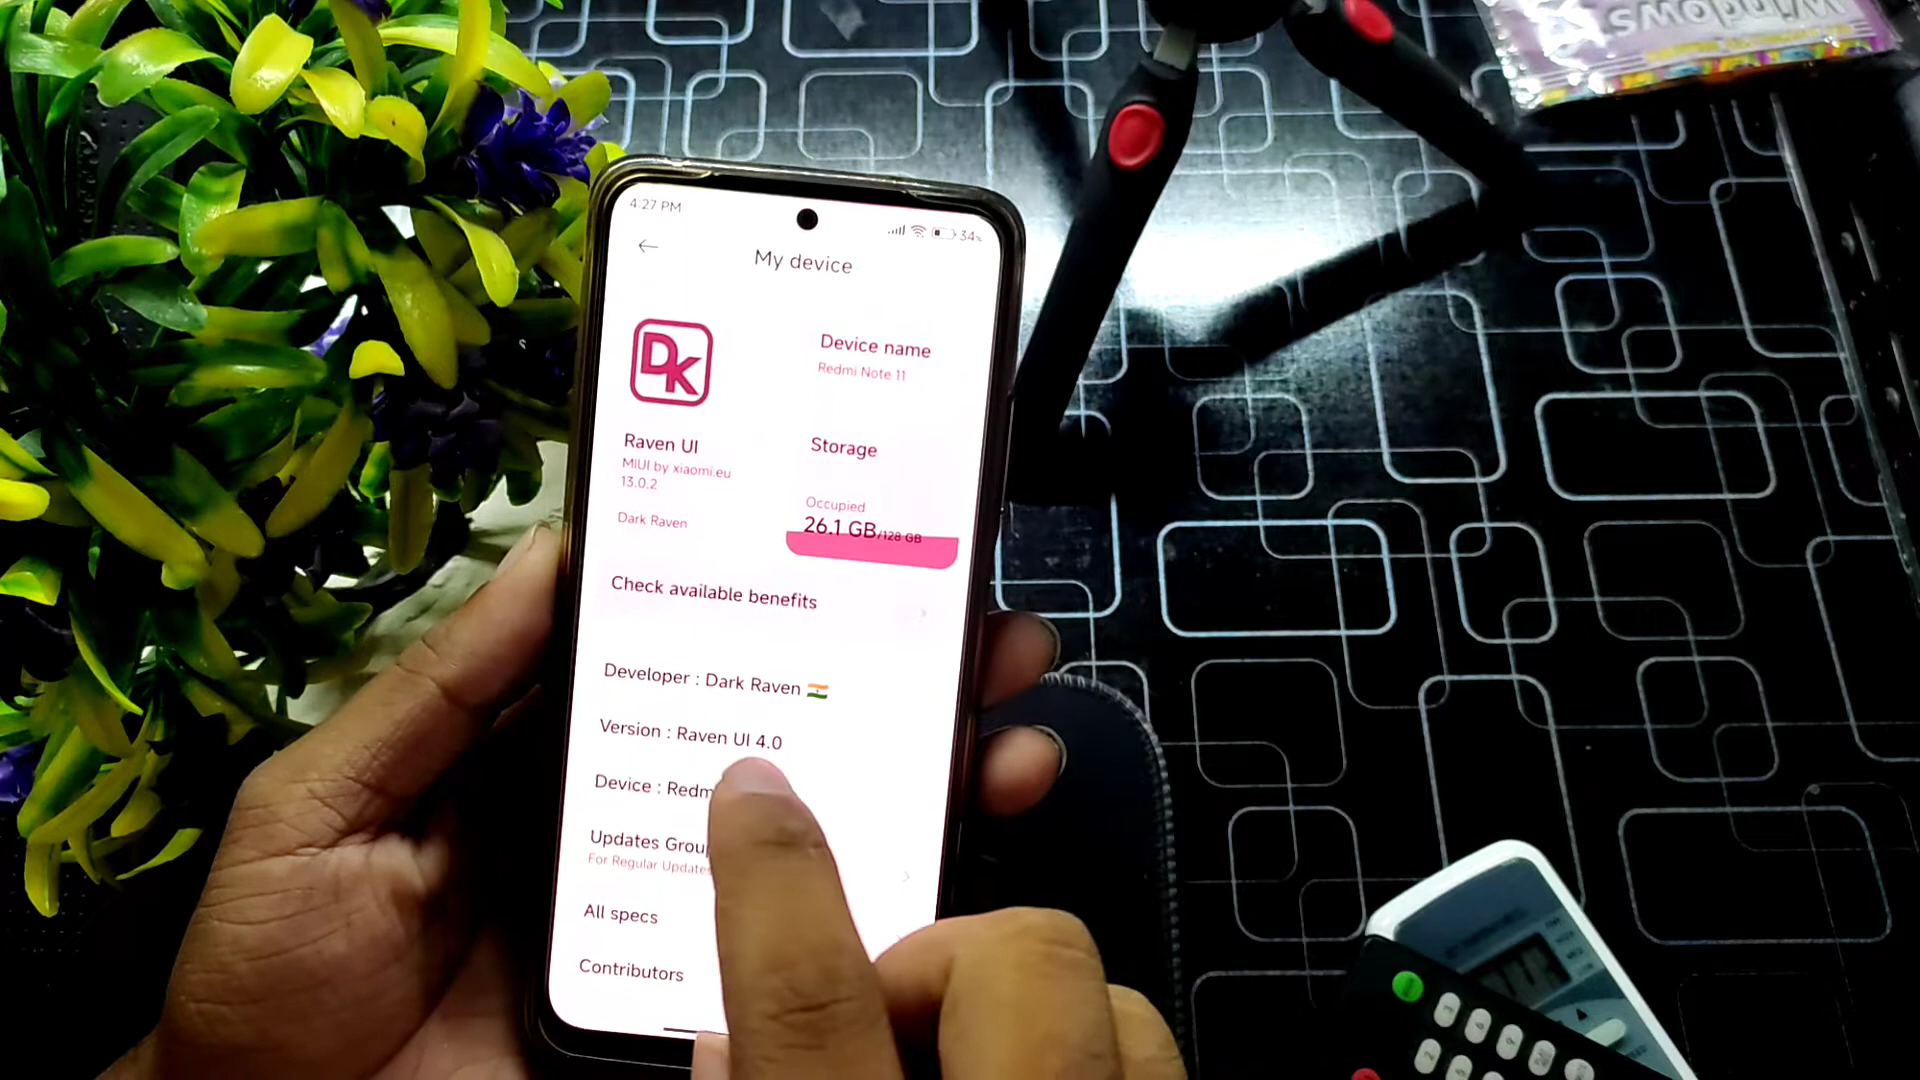 Windows
4:27 PM
34%
My device
DK
Device name
Redmi Note 11
Raven UI
MIUI by xiaomi.eu
13.0.2
Dark Raven
Storage
Occupied
26.1 GB/128 GB
Check available benefits
Developer : Dark Raven 🇮🇳
Version : Raven UI 4.0
Device : Redm
Updates Grou
For Regular Updates
All specs
Contributors